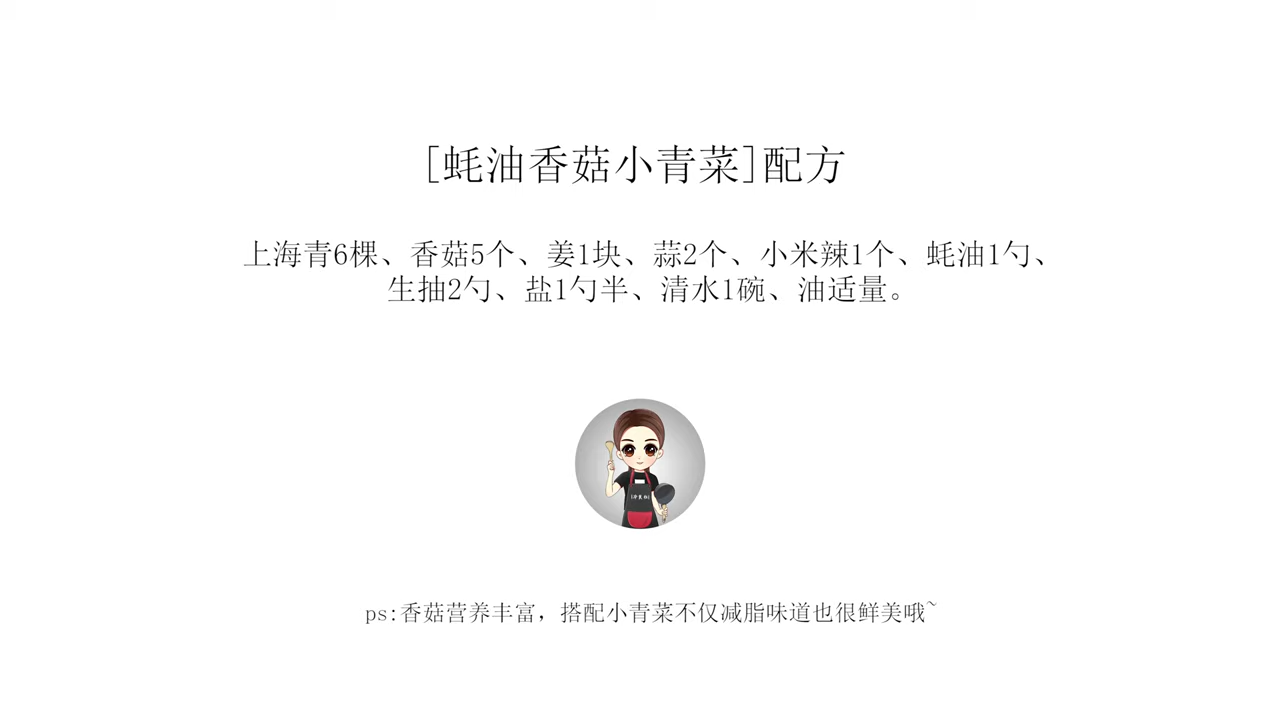 [蚝油香菇小青菜]配方
上海青6棵、香菇5个、姜1块、蒜2个、小米辣1个、蚝油1勺、
生抽2勺、盐1勺半、清水1碗、油适量。
ps:香菇营养丰富，搭配小青菜不仅减脂味道也很鲜美哦~